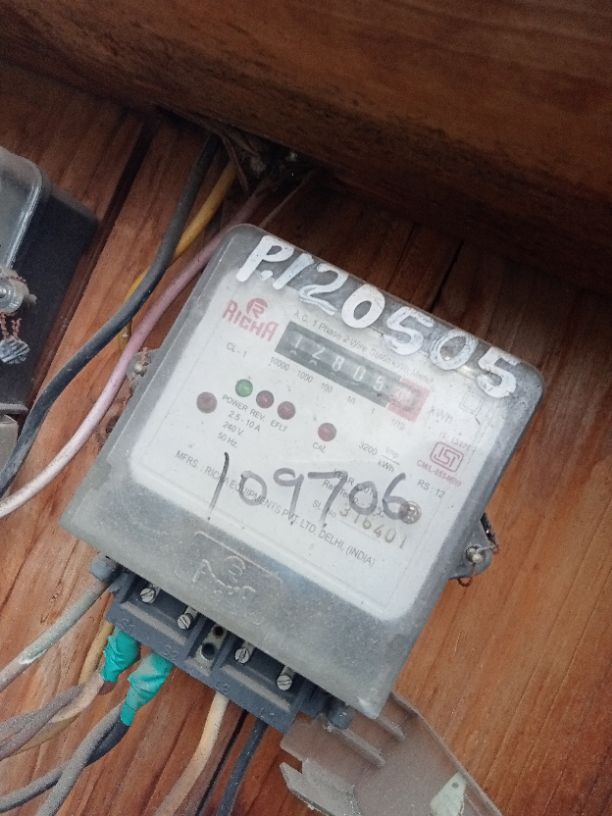 P.120505
R
RICHA
A.C. 1 Phase 2 Wire
12805
kWh
CL-1
10000 1000 100 10 1 1/10
POWER REV. EFLT
CAL
2.5-10 A
240 V
50 Hz.
3200 imp
kWh
RS-12
109706
316401
MFRS.: RICHA EQUIPMENTS PVT. LTD. DELHI, (INDIA)